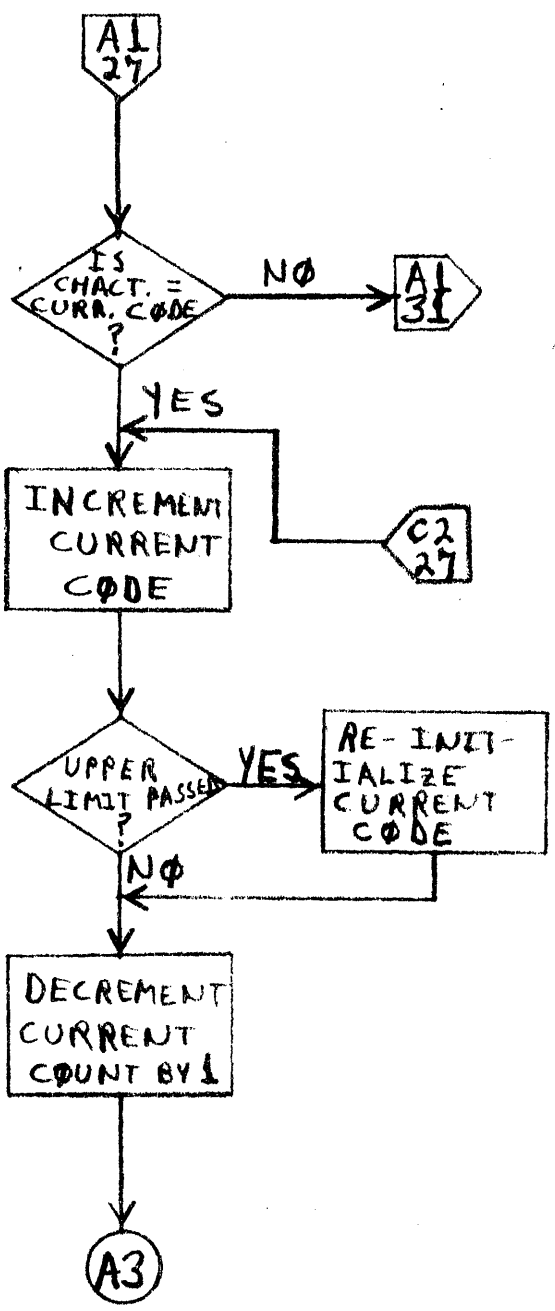 A1
27
IS
CHACT. =
CURR. CØDE
?
NØ
A1
31
YES
INCREMENT
CURRENT
CØDE
C2
27
UPPER
LIMIT PASSED
?
YES
RE-INIT-
IALIZE
CURRENT
CØDE
NØ
DECREMENT
CURRENT
CØUNT BY 1
A3